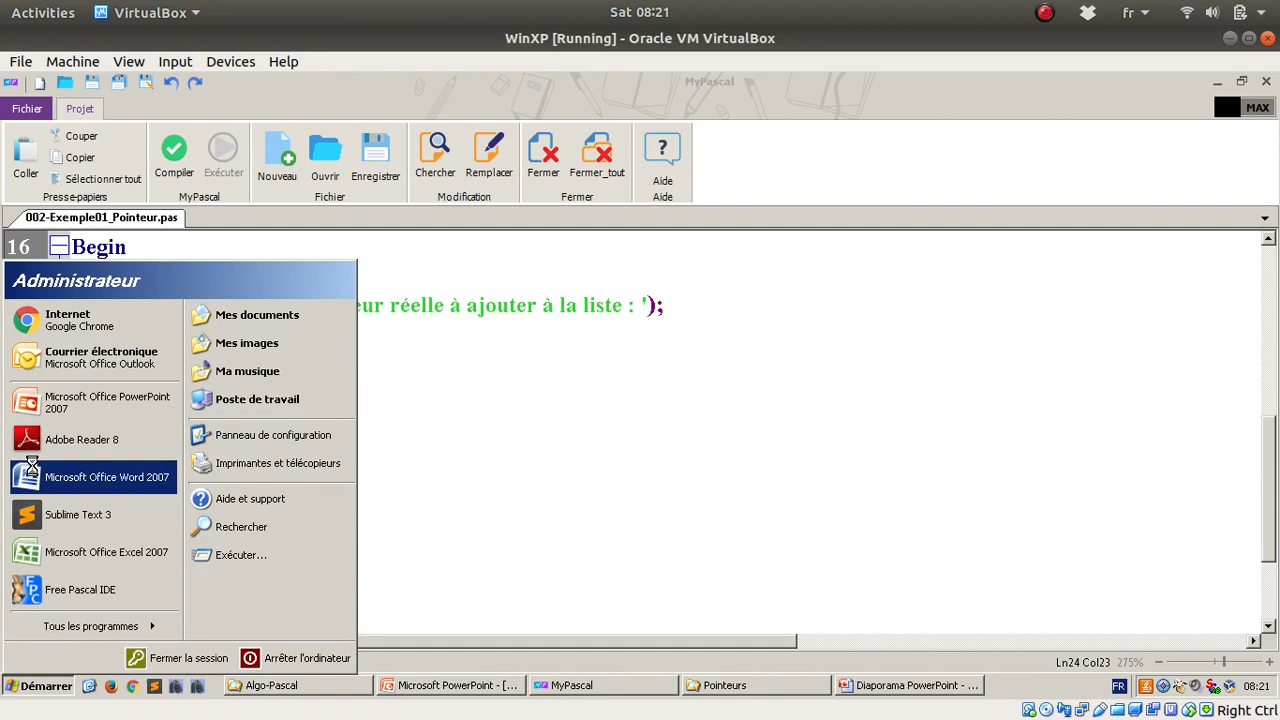 Activities VirtualBox Sat 08:21 fr
WinXP [Running] - Oracle VM VirtualBox
File Machine View Input Devices Help
MyPascal
Fichier Projet MAX
Coller Couper Copier Sélectionner tout
Compiler Exécuter Nouveau Ouvrir Enregistrer Chercher Remplacer Fermer Fermer_tout ? Aide
Presse-papiers MyPascal Fichier Modification Fermer Aide
002-Exemple01_Pointeur.pas
16 Begin
Administrateur
eur réelle à ajouter à la liste : ');
Internet
Google Chrome
Courrier électronique
Microsoft Office Outlook
Microsoft Office PowerPoint
2007
Adobe Reader 8
Microsoft Office Word 2007
Sublime Text 3
Microsoft Office Excel 2007
Free Pascal IDE
Tous les programmes
Mes documents
Mes images
Ma musique
Poste de travail
Panneau de configuration
Imprimantes et télécopieurs
Aide et support
Rechercher
Exécuter...
Fermer la session Arrêter l'ordinateur
Ln24 Col23 275%
Démarrer Algo-Pascal Microsoft PowerPoint - [... MyPascal Pointeurs Diaporama PowerPoint - ... FR 08:21
Right Ctrl